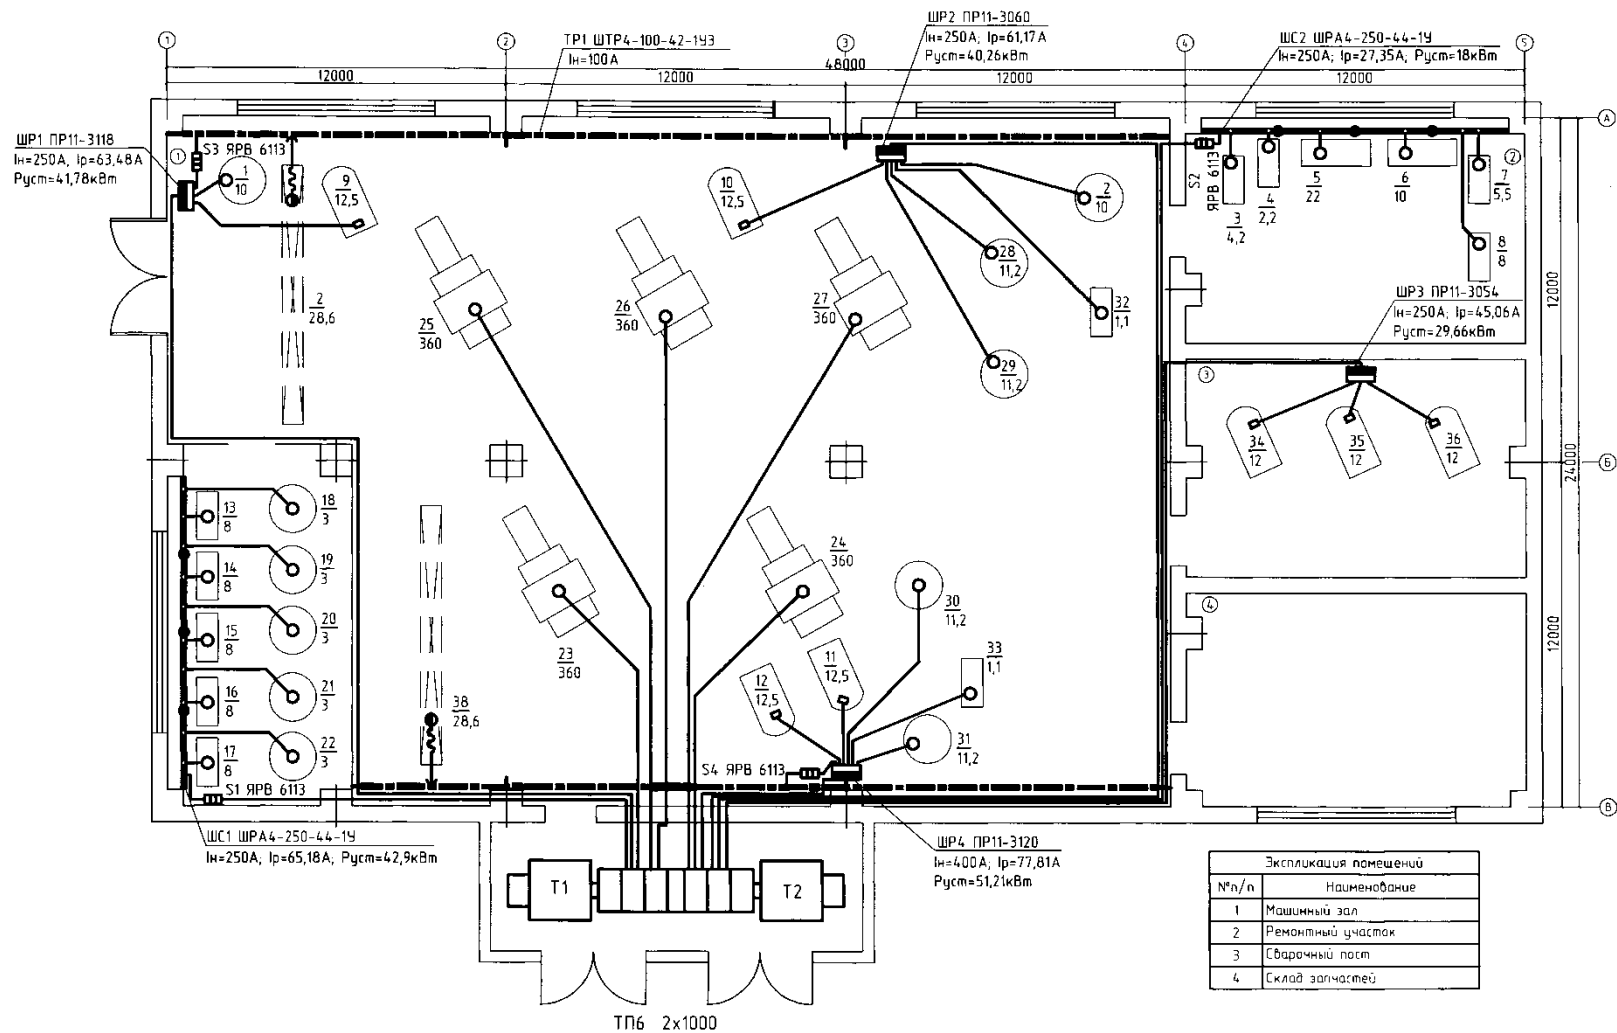 ШР2 ПР11-3060
Iн=250А; Iр=61,17А
Руст=40,26кВт
ТР1 ШТР4-100-42-1У3
Iн=100А
ШС2 ШРА4-250-44-1У
Iн=250А; Iр=27,35А; Руст=18кВт
1
2
3
4
5
48000
12000
12000
12000
12000
А
ШР1 ПР11-3118
Iн=250А, Iр=63,48А
Руст=41,78кВт
S3 ЯРВ 6113
1
S2
ЯРВ 6113
2
1
10
9
12,5
10
12,5
2
10
3
4,2
4
2,2
5
22
6
10
7
5,5
8
8
28
11,2
32
1,1
29
11,2
2
28,6
25
360
26
360
27
360
12000
ШР3 ПР11-3054
Iн=250А; Iр=45,06А
Руст=29,66кВт
3
34
12
35
12
36
12
Б
24000
13
8
18
3
14
8
19
3
15
8
20
3
16
8
21
3
17
8
22
3
24
360
23
360
30
11,2
33
1,1
11
12,5
12
12,5
31
11,2
38
28,6
4
12000
S4 ЯРВ 6113
S1 ЯРВ 6113
В
ШС1 ШРА4-250-44-1У
Iн=250А; Iр=65,18А; Руст=42,9кВт
ШР4 ПР11-3120
Iн=400А; Iр=77,81А
Руст=51,21кВт
Т1
Т2
ТП6 2х1000
Экспликация помещений
№п/п Наименование
1 Машинный зал
2 Ремонтный участок
3 Сварочный пост
4 Склад запчастей